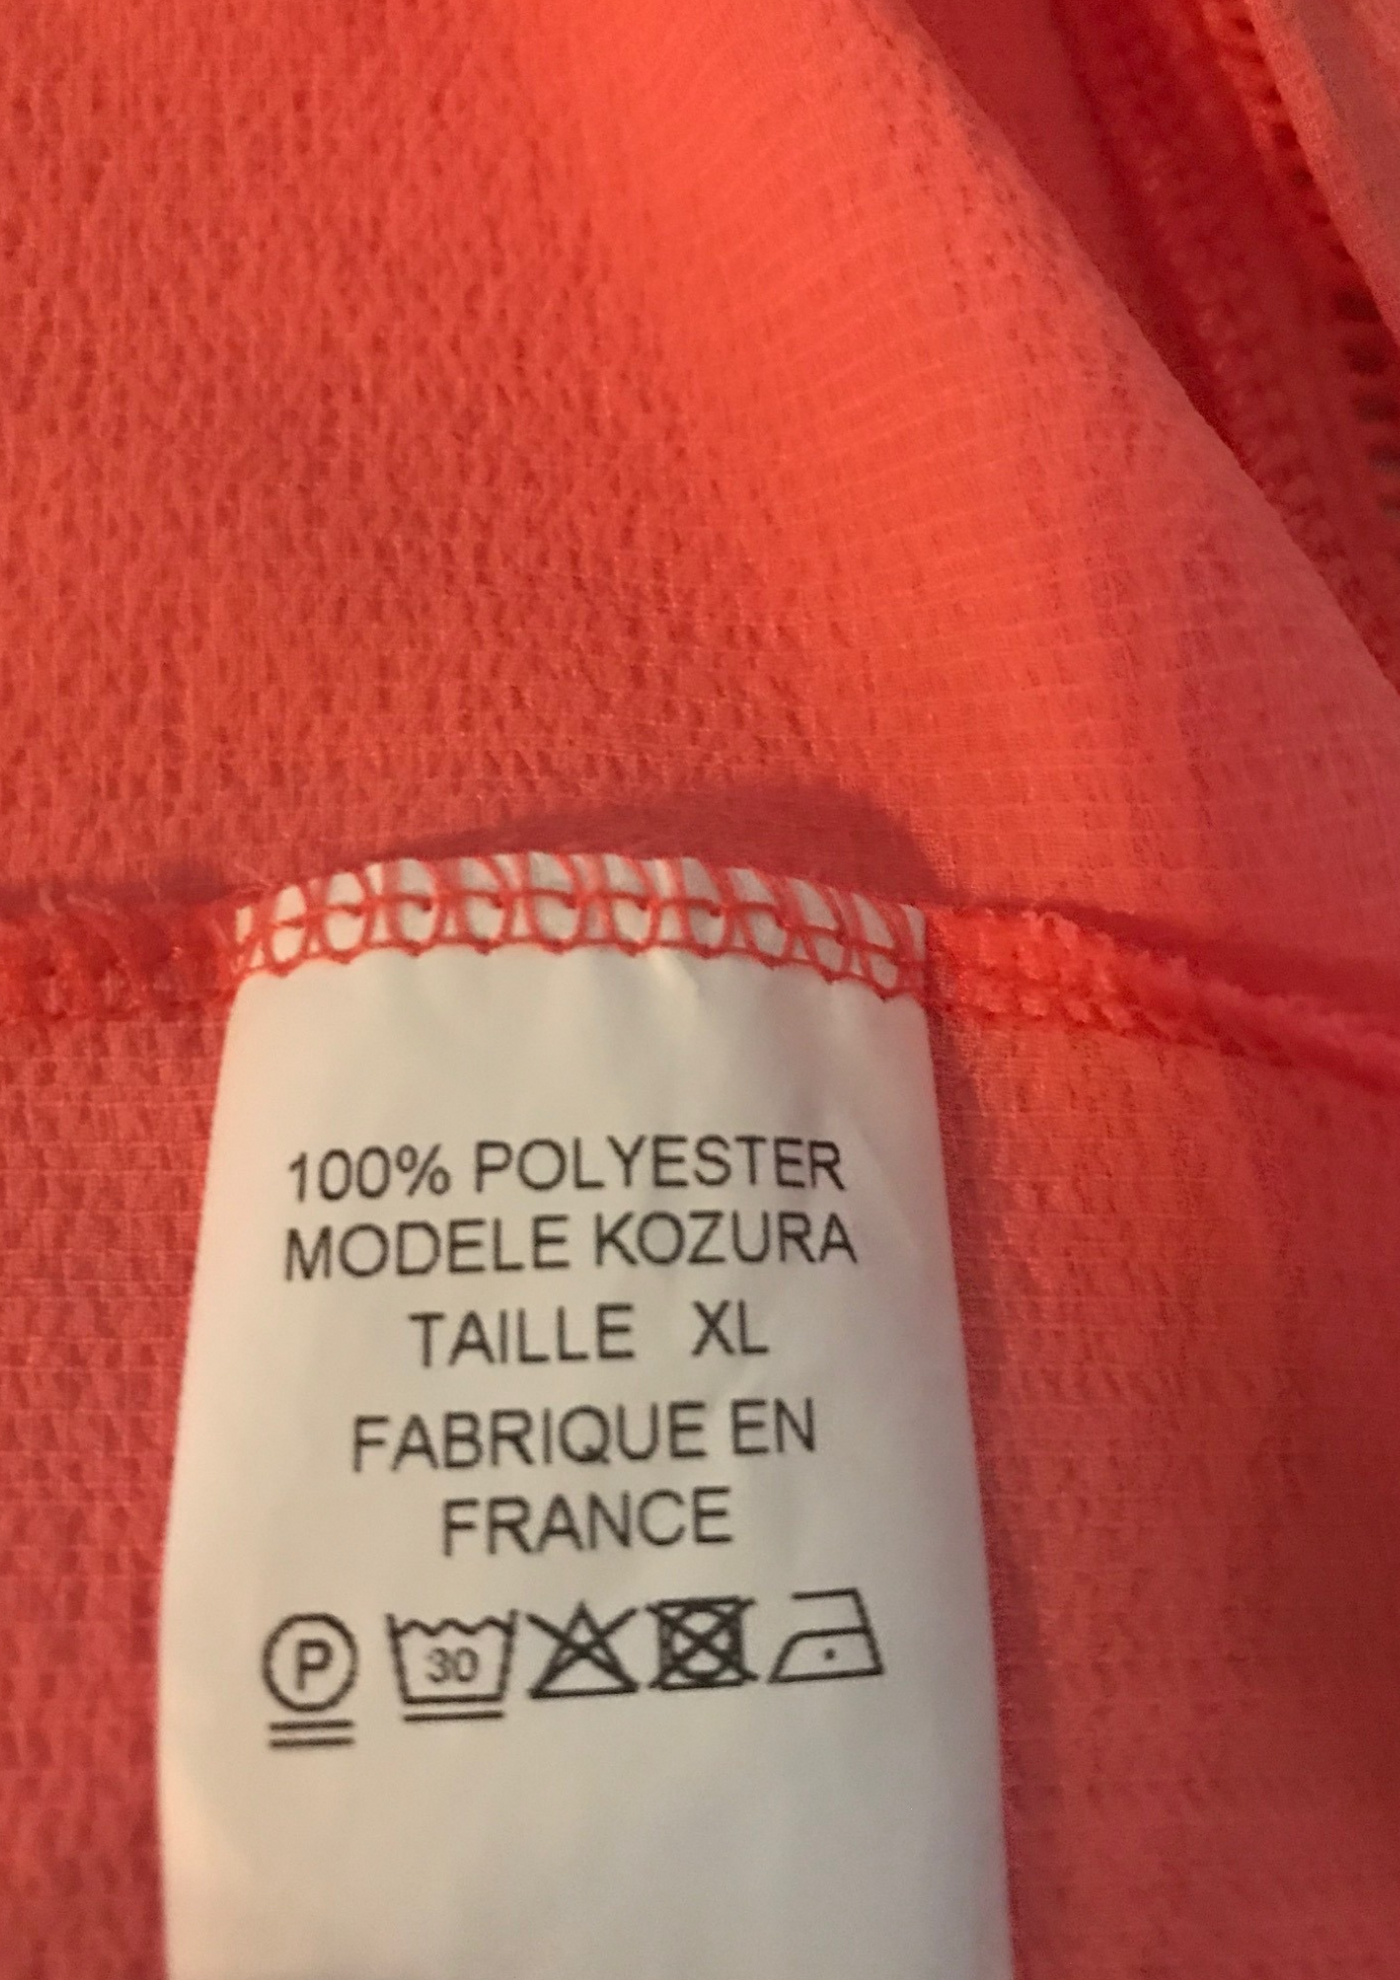 100% POLYESTER
MODELE KOZURA
TAILLE XL
FABRIQUE EN
FRANCE
P 30